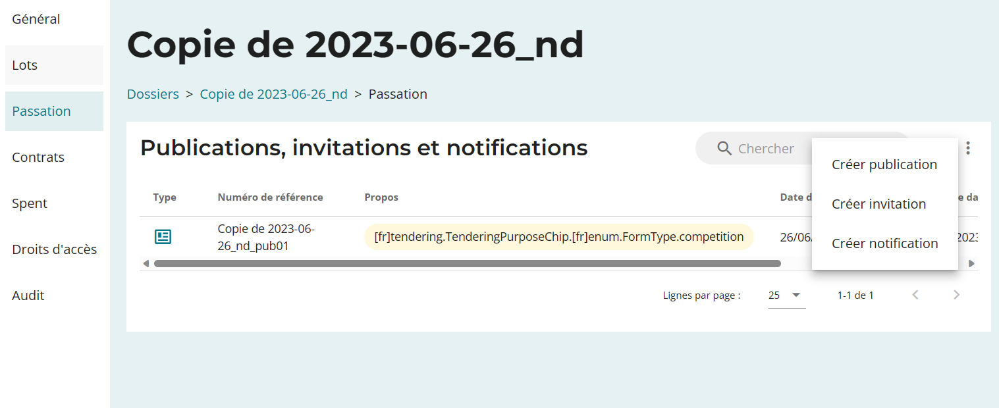 Général
Lots
Passation
Contrats
Spent
Droits d'accès
Audit
Copie de 2023-06-26_nd
Dossiers > Copie de 2023-06-26_nd > Passation
Publications, invitations et notifications
Chercher
Créer publication
Créer invitation
Créer notification
Type Numéro de référence Propos Date d e da
Copie de 2023-06-
26_nd_pub01
[fr]tendering.TenderingPurposeChip.[fr]enum.FormType.competition
26/06/ 2023
Lignes par page : 25 1-1 de 1